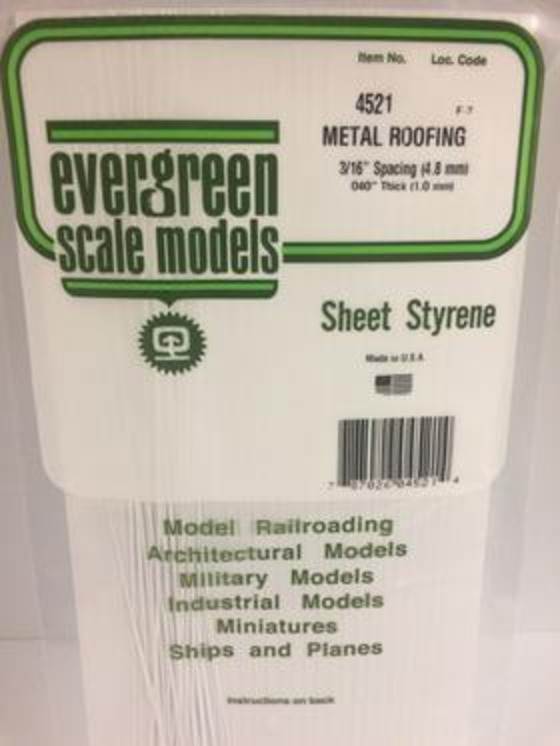 Item No. Loc. Code
4521 F-7
METAL ROOFING
3/16" Spacing (4.8 mm)
.040" Thick (1.0 mm)
evergreen
scale models
Sheet Styrene
Made in U.S.A.
Model Railroading
Architectural Models
Military Models
Industrial Models
Miniatures
Ships and Planes
Instructions on back